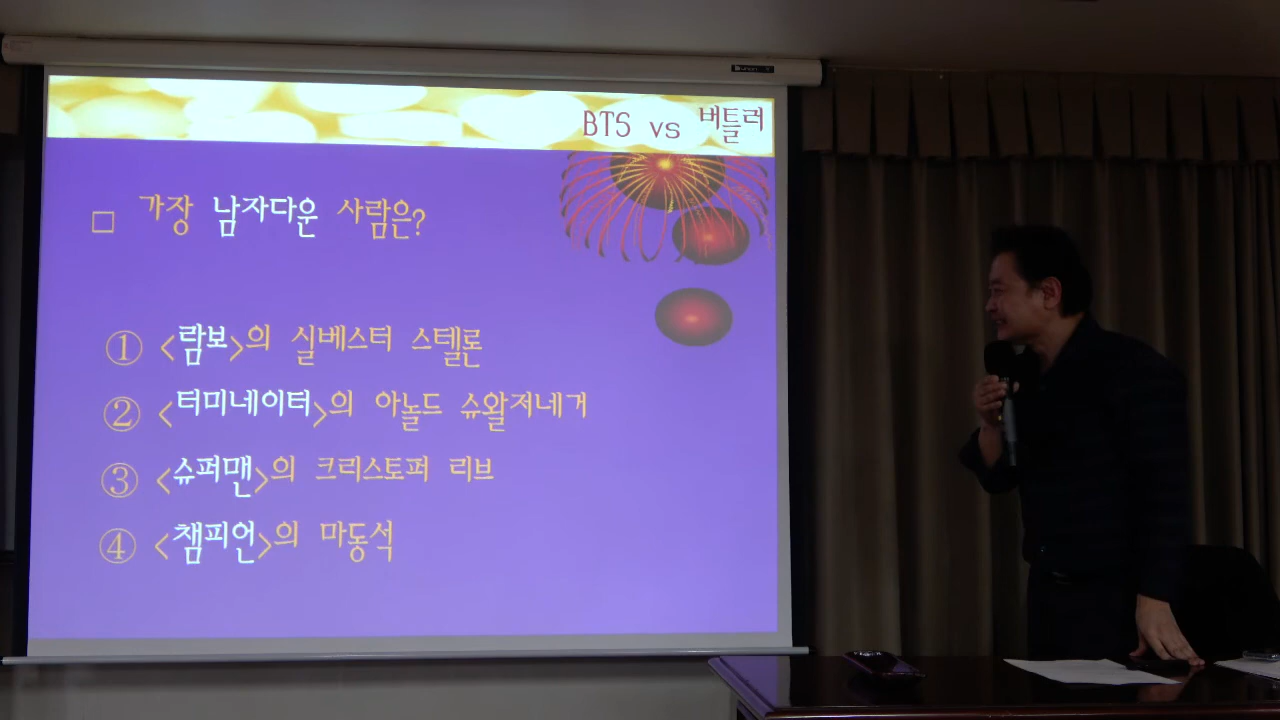 BTS vs 버틀러
□ 가장 남자다운 사람은?
① <람보>의 실베스터 스텔론
② <터미네이터>의 아놀드 슈왈저네거
③ <슈퍼맨>의 크리스토퍼 리브
④ <챔피언>의 마동석